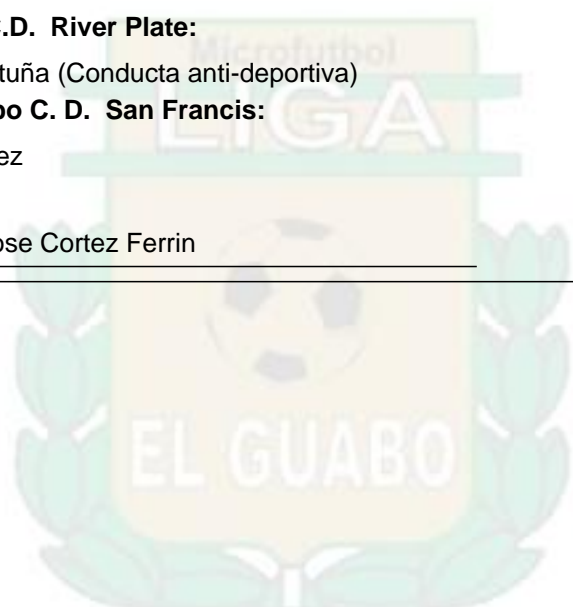 .D. River Plate:
Microfutbol
tuña (Conducta anti-deportiva)
LIGA
po C. D. San Francis:
ez
ose Cortez Ferrin
EL GUABO